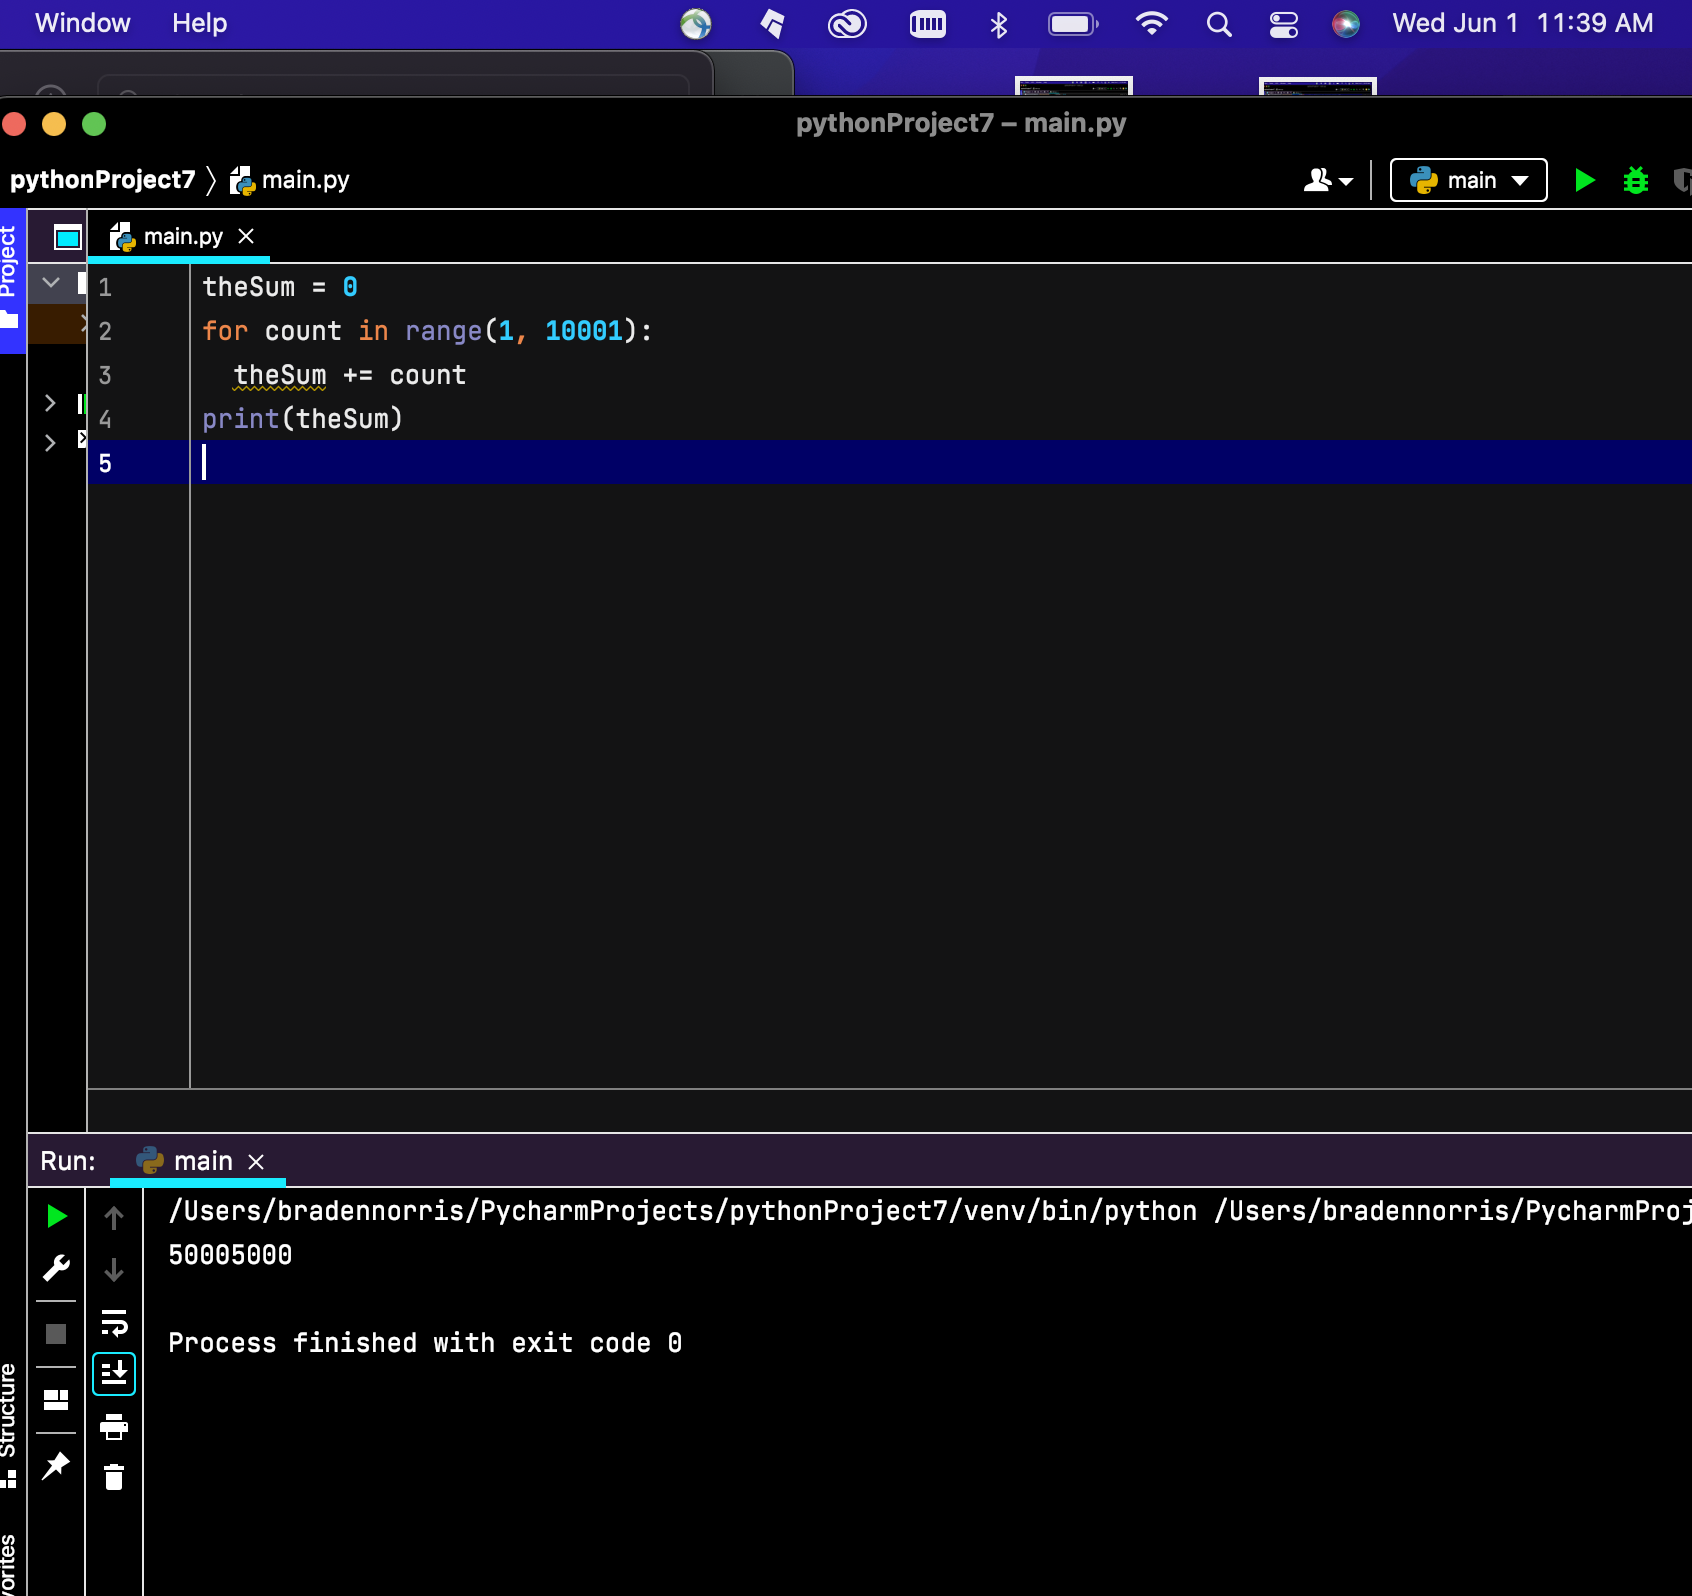 Window Help Wed Jun 1 11:39 AM
pythonProject7 – main.py
pythonProject7 main.py main
Project
main.py
1 theSum = 0
2 for count in range(1, 10001):
3 theSum += count
4 print(theSum)
5
Run: main
/Users/bradennorris/PycharmProjects/pythonProject7/venv/bin/python /Users/bradennorris/PycharmProj
50005000
Process finished with exit code 0
Structure
vorites